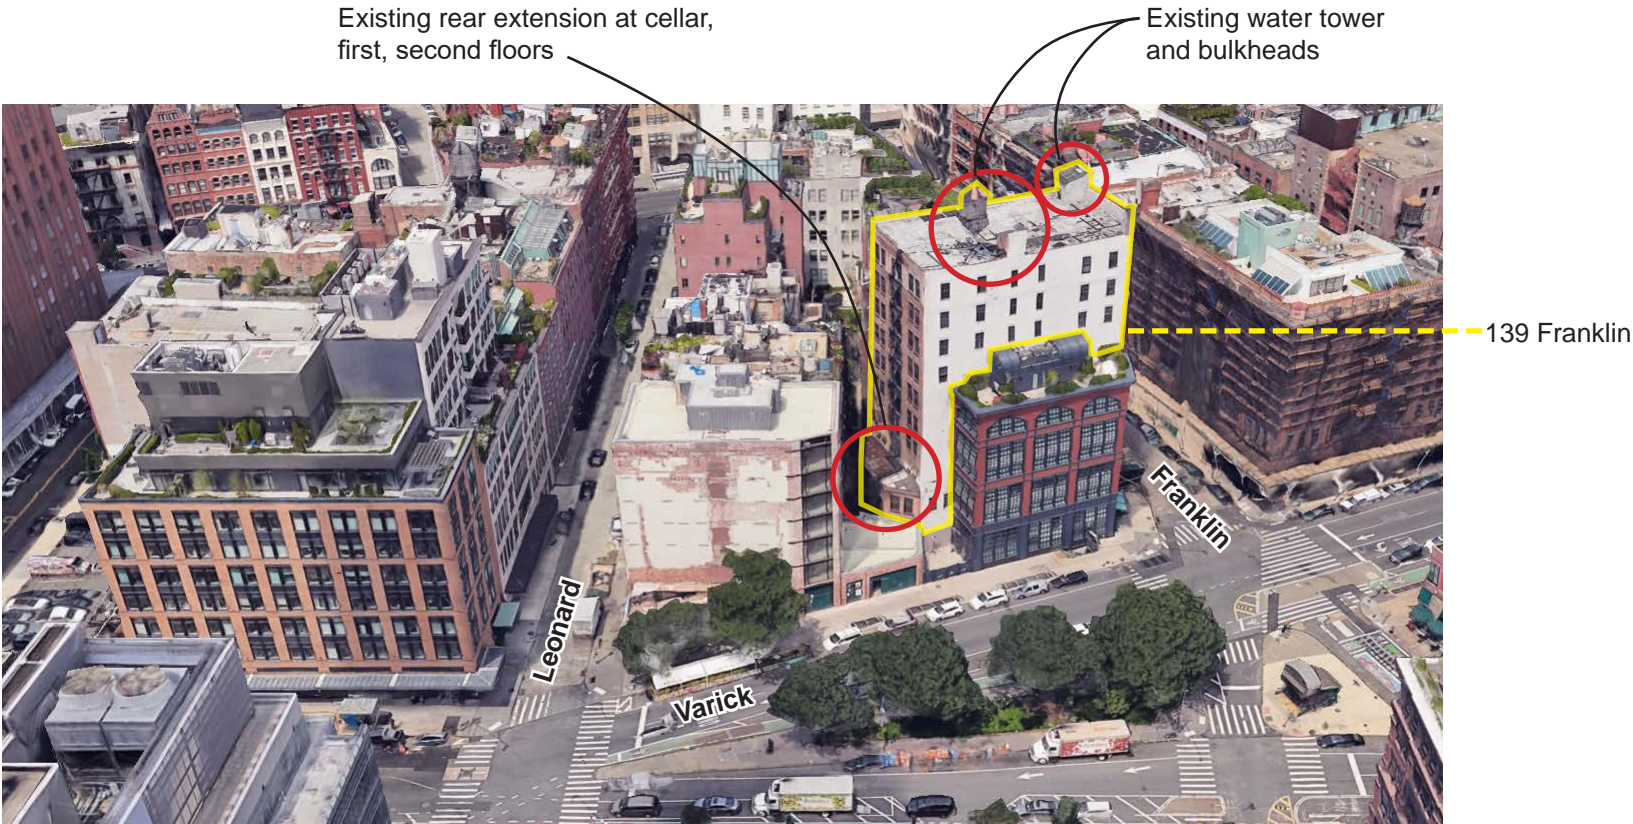 Existing rear extension at cellar,
first, second floors
Existing water tower
and bulkheads
139 Franklin
Franklin
Leonard
Varick